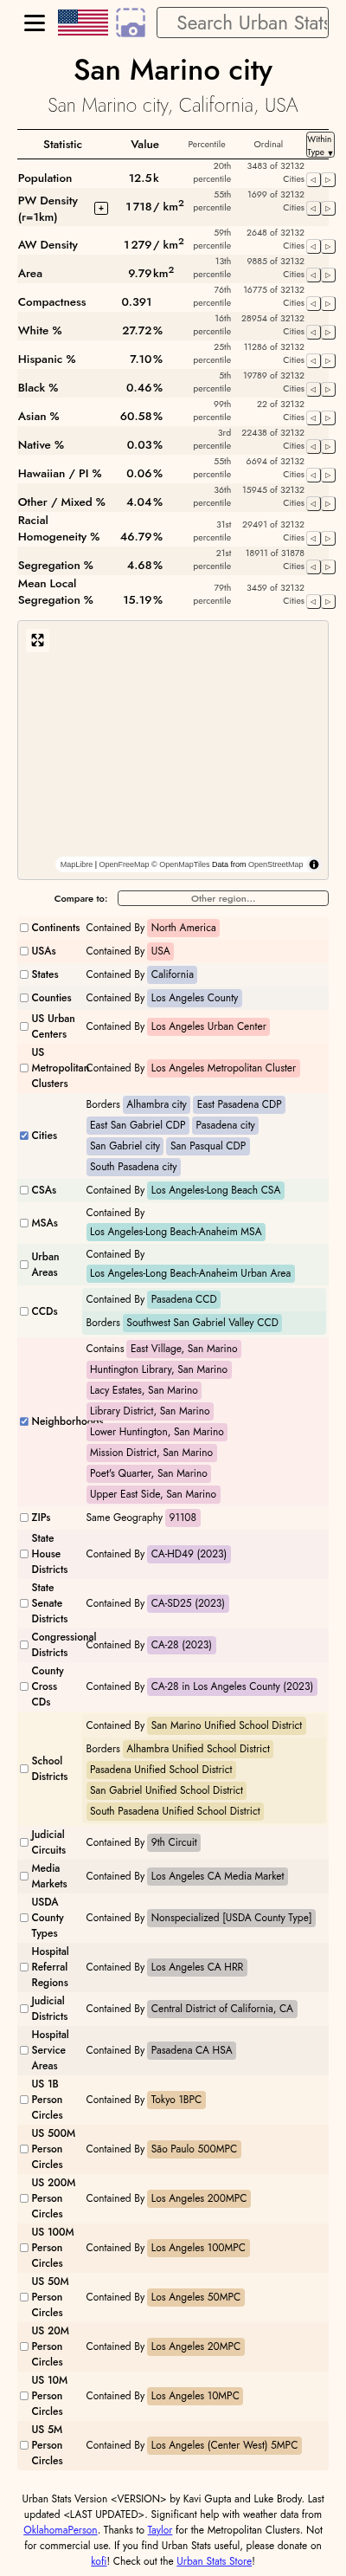 Search Urban Stats
San Marino city
San Marino city, California, USA
Statistic Value Percentile Ordinal Within Type ▼
Population 12.5k 20th percentile 3483 of 32132 Cities ◁ ▷
PW Density (r=1km) + 1718 / km2 55th percentile 1699 of 32132 Cities ◁ ▷
AW Density 1279 / km2 59th percentile 2648 of 32132 Cities ◁ ▷
Area 9.79 km2 13th percentile 9885 of 32132 Cities ◁ ▷
Compactness 0.391 76th percentile 16775 of 32132 Cities ◁ ▷
White % 27.72% 16th percentile 28954 of 32132 Cities ◁ ▷
Hispanic % 7.10% 25th percentile 11286 of 32132 Cities ◁ ▷
Black % 0.46% 5th percentile 19789 of 32132 Cities ◁ ▷
Asian % 60.58% 99th percentile 22 of 32132 Cities ◁ ▷
Native % 0.03% 3rd percentile 22438 of 32132 Cities ◁ ▷
Hawaiian / PI % 0.06% 55th percentile 6694 of 32132 Cities ◁ ▷
Other / Mixed % 4.04% 36th percentile 15945 of 32132 Cities ◁ ▷
Racial Homogeneity % 46.79% 31st percentile 29491 of 32132 Cities ◁ ▷
Segregation % 4.68% 21st percentile 18911 of 31878 Cities ◁ ▷
Mean Local Segregation % 15.19% 79th percentile 3459 of 32132 Cities ◁ ▷
MapLibre | OpenFreeMap © OpenMapTiles Data from OpenStreetMap
Compare to: Other region...
Continents Contained By North America
USAs Contained By USA
States Contained By California
Counties Contained By Los Angeles County
US Urban Centers Contained By Los Angeles Urban Center
US Metropolitan Clusters Contained By Los Angeles Metropolitan Cluster
Cities Borders Alhambra city East Pasadena CDP
East San Gabriel CDP Pasadena city
San Gabriel city San Pasqual CDP
South Pasadena city
CSAs Contained By Los Angeles-Long Beach CSA
MSAs Contained By
Los Angeles-Long Beach-Anaheim MSA
Urban Areas Contained By
Los Angeles-Long Beach-Anaheim Urban Area
CCDs Contained By Pasadena CCD
Borders Southwest San Gabriel Valley CCD
Neighborhoods Contains East Village, San Marino
Huntington Library, San Marino
Lacy Estates, San Marino
Library District, San Marino
Lower Huntington, San Marino
Mission District, San Marino
Poet's Quarter, San Marino
Upper East Side, San Marino
ZIPs Same Geography 91108
State House Districts Contained By CA-HD49 (2023)
State Senate Districts Contained By CA-SD25 (2023)
Congressional Districts Contained By CA-28 (2023)
County Cross CDs Contained By CA-28 in Los Angeles County (2023)
School Districts Contained By San Marino Unified School District
Borders Alhambra Unified School District
Pasadena Unified School District
San Gabriel Unified School District
South Pasadena Unified School District
Judicial Circuits Contained By 9th Circuit
Media Markets Contained By Los Angeles CA Media Market
USDA County Types Contained By Nonspecialized [USDA County Type]
Hospital Referral Regions Contained By Los Angeles CA HRR
Judicial Districts Contained By Central District of California, CA
Hospital Service Areas Contained By Pasadena CA HSA
US 1B Person Circles Contained By Tokyo 1BPC
US 500M Person Circles Contained By São Paulo 500MPC
US 200M Person Circles Contained By Los Angeles 200MPC
US 100M Person Circles Contained By Los Angeles 100MPC
US 50M Person Circles Contained By Los Angeles 50MPC
US 20M Person Circles Contained By Los Angeles 20MPC
US 10M Person Circles Contained By Los Angeles 10MPC
US 5M Person Circles Contained By Los Angeles (Center West) 5MPC
Urban Stats Version <VERSION> by Kavi Gupta and Luke Brody. Last
updated <LAST UPDATED>. Significant help with weather data from
OklahomaPerson. Thanks to Taylor for the Metropolitan Clusters. Not
for commercial use. If you find Urban Stats useful, please donate on
kofi! Check out the Urban Stats Store!